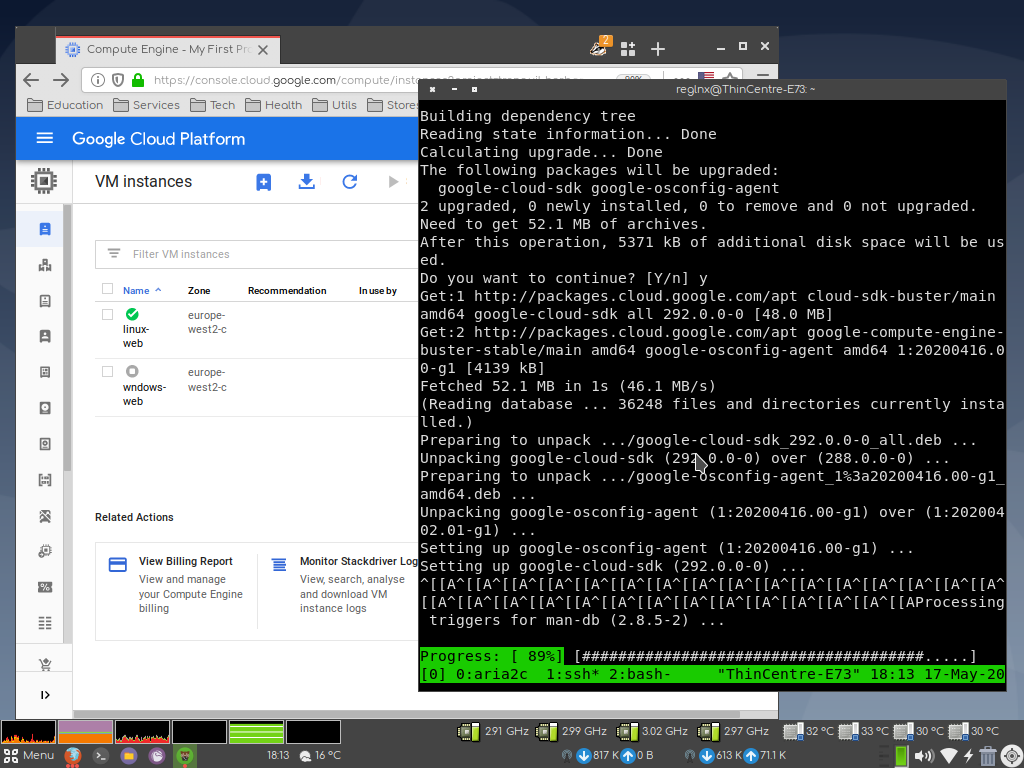 Compute Engine - My First Pr
2
https://console.cloud.google.com/compute/instances
Education
Services
Tech
Health
Utils
Stores
Google Cloud Platform
VM instances
Filter VM instances
Name Zone Recommendation In use by
linux-
web
europe-
west2-c
wndows-
web
europe-
west2-c
Related Actions
View Billing Report
View and manage
your Compute Engine
billing
Monitor Stackdriver Log
View, search, analyse
and download VM
instance logs
reglnx@ThinCentre-E73: ~
Building dependency tree
Reading state information... Done
Calculating upgrade... Done
The following packages will be upgraded:
google-cloud-sdk google-osconfig-agent
2 upgraded, 0 newly installed, 0 to remove and 0 not upgraded.
Need to get 52.1 MB of archives.
After this operation, 5371 kB of additional disk space will be us
ed.
Do you want to continue? [Y/n] y
Get:1 http://packages.cloud.google.com/apt cloud-sdk-buster/main
amd64 google-cloud-sdk all 292.0.0-0 [48.0 MB]
Get:2 http://packages.cloud.google.com/apt google-compute-engine-
buster-stable/main amd64 google-osconfig-agent amd64 1:20200416.0
0-g1 [4139 kB]
Fetched 52.1 MB in 1s (46.1 MB/s)
(Reading database ... 36248 files and directories currently insta
lled.)
Preparing to unpack .../google-cloud-sdk_292.0.0-0_all.deb ...
Unpacking google-cloud-sdk (292.0.0-0) over (288.0.0-0) ...
Preparing to unpack .../google-osconfig-agent_1%3a20200416.00-g1_
amd64.deb ...
Unpacking google-osconfig-agent (1:20200416.00-g1) over (1:202004
02.01-g1) ...
Setting up google-osconfig-agent (1:20200416.00-g1) ...
Setting up google-cloud-sdk (292.0.0-0) ...
^[[A^[[A^[[A^[[A^[[A^[[A^[[A^[[A^[[A^[[A^[[A^[[A^[[A^[[A^[[A^[[A^
[[A^[[A^[[A^[[A^[[A^[[A^[[A^[[A^[[A^[[A^[[A^[[A^[[A^[[AProcessing
triggers for man-db (2.8.5-2) ...
Progress: [ 89%] [######################################.....]
[0] 0:aria2c 1:ssh* 2:bash- "ThinCentre-E73" 18:13 17-May-20
2.91 GHz 2.99 GHz 3.02 GHz 2.97 GHz 32 °C 33 °C 30 °C 30 °C
Menu 18:13 16 °C 817 K 0 B 613 K 71.1 K